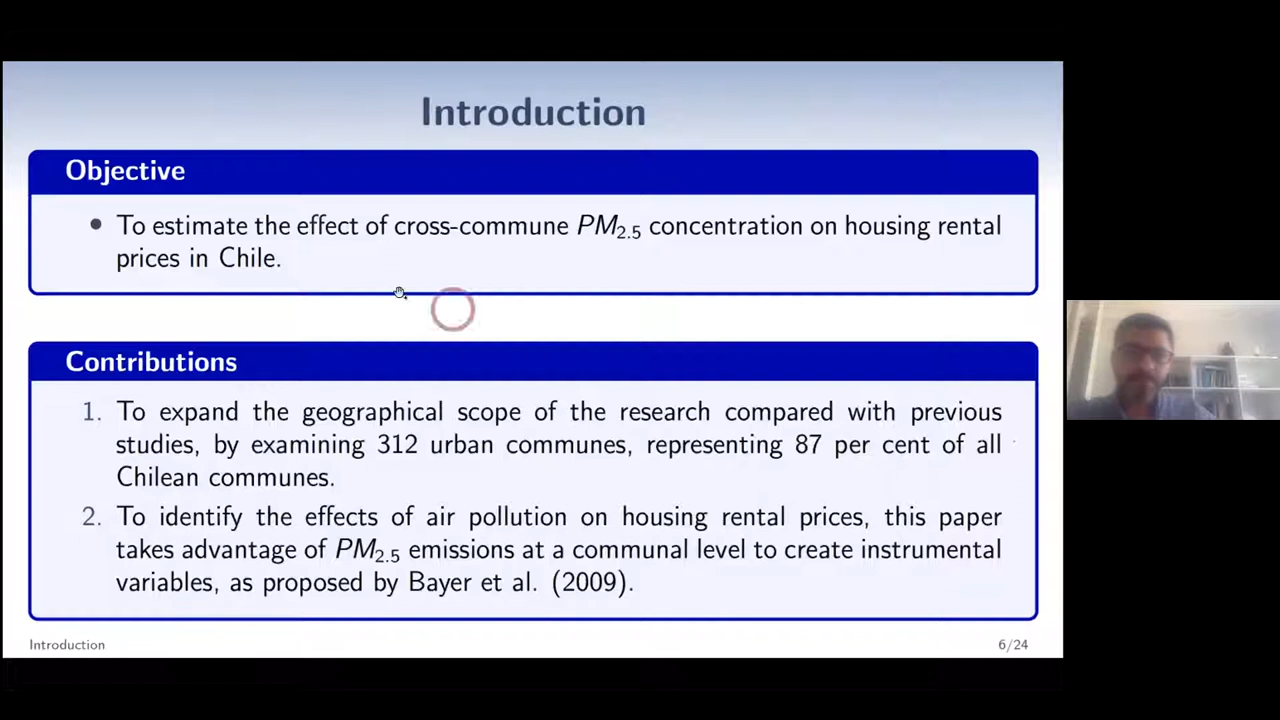 Introduction
Objective
• To estimate the effect of cross-commune PM2.5 concentration on housing rental
prices in Chile.
Contributions
1. To expand the geographical scope of the research compared with previous
studies, by examining 312 urban communes, representing 87 per cent of all
Chilean communes.
2. To identify the effects of air pollution on housing rental prices, this paper
takes advantage of PM2.5 emissions at a communal level to create instrumental
variables, as proposed by Bayer et al. (2009).
Introduction
6/24